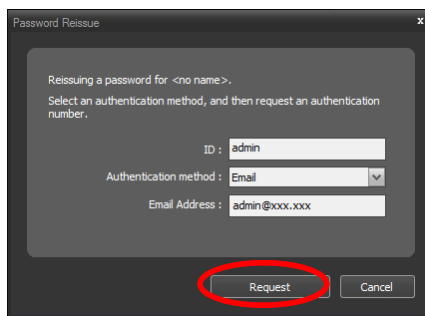 Password Reissue
x
Reissuing a password for <no name>.
Select an authentication method, and then request an authentication
number.
ID : admin
Authentication method : Email
Email Address : admin@xxx.xxx
Request Cancel